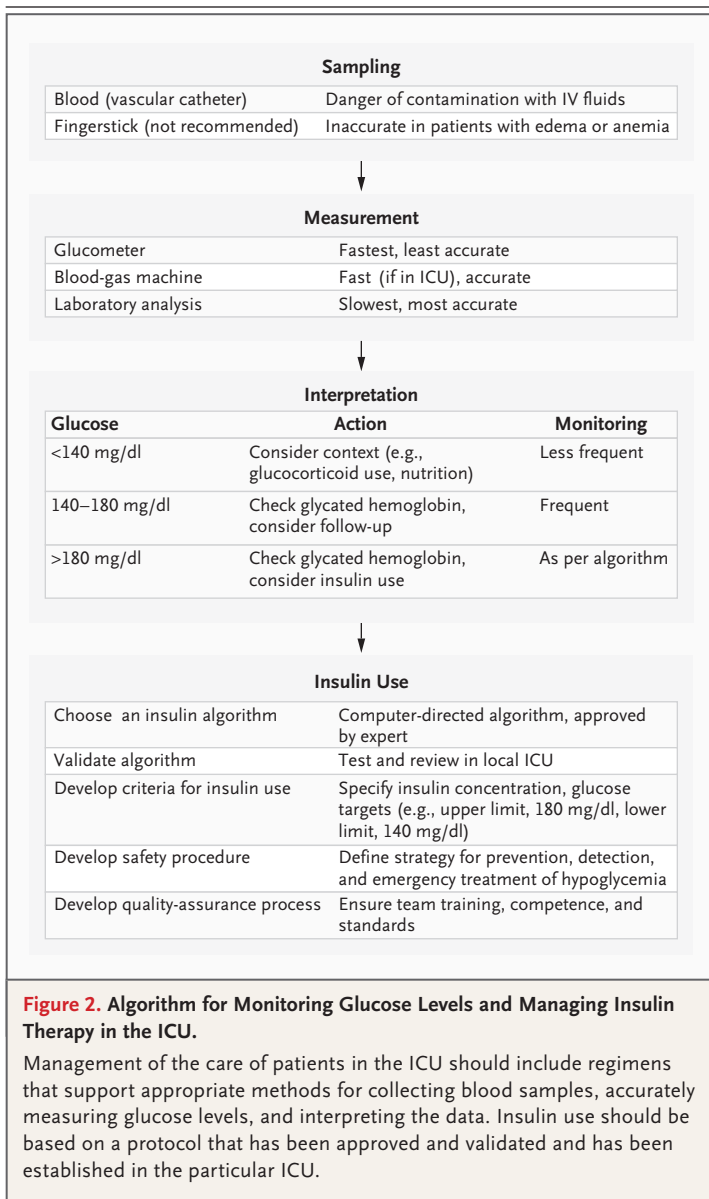 Sampling
Blood (vascular catheter) Danger of contamination with IV fluids
Fingerstick (not recommended) Inaccurate in patients with edema or anemia
Measurement
Glucometer Fastest, least accurate
Blood-gas machine Fast (if in ICU), accurate
Laboratory analysis Slowest, most accurate
Interpretation
Glucose Action Monitoring
<140 mg/dl Consider context (e.g., Less frequent
glucocorticoid use, nutrition)
140–180 mg/dl Check glycated hemoglobin, Frequent
consider follow-up
>180 mg/dl Check glycated hemoglobin, As per algorithm
consider insulin use
Insulin Use
Choose an insulin algorithm Computer-directed algorithm, approved
by expert
Validate algorithm Test and review in local ICU
Develop criteria for insulin use Specify insulin concentration, glucose
targets (e.g., upper limit, 180 mg/dl, lower
limit, 140 mg/dl)
Develop safety procedure Define strategy for prevention, detection,
and emergency treatment of hypoglycemia
Develop quality-assurance process Ensure team training, competence, and
standards
Figure 2. Algorithm for Monitoring Glucose Levels and Managing Insulin
Therapy in the ICU.
Management of the care of patients in the ICU should include regimens
that support appropriate methods for collecting blood samples, accurately
measuring glucose levels, and interpreting the data. Insulin use should be
based on a protocol that has been approved and validated and has been
established in the particular ICU.